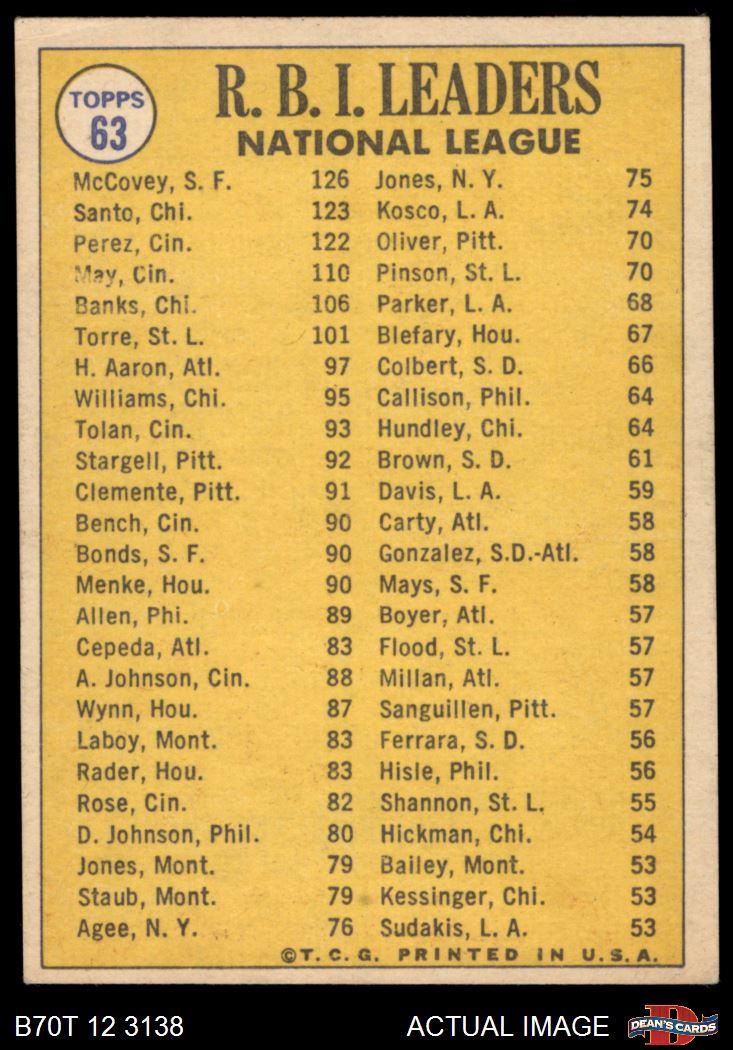 TOPPS
63
R. B. I. LEADERS
NATIONAL LEAGUE
McCovey, S. F. 126 Jones, N. Y. 75
Santo, Chi. 123 Kosco, L. A. 74
Perez, Cin. 122 Oliver, Pitt. 70
May, Cin. 110 Pinson, St. L. 70
Banks, Chi. 106 Parker, L. A. 68
Torre, St. L. 101 Blefary, Hou. 67
H. Aaron, Atl. 97 Colbert, S. D. 66
Williams, Chi. 95 Callison, Phil. 64
Tolan, Cin. 93 Hundley, Chi. 64
Stargell, Pitt. 92 Brown, S. D. 61
Clemente, Pitt. 91 Davis, L. A. 59
Bench, Cin. 90 Carty, Atl. 58
Bonds, S. F. 90 Gonzalez, S.D.-Atl. 58
Menke, Hou. 90 Mays, S. F. 58
Allen, Phi. 89 Boyer, Atl. 57
Cepeda, Atl. 83 Flood, St. L. 57
A. Johnson, Cin. 88 Millan, Atl. 57
Wynn, Hou. 87 Sanguillen, Pitt. 57
Laboy, Mont. 83 Ferrara, S. D. 56
Rader, Hou. 83 Hisle, Phil. 56
Rose, Cin. 82 Shannon, St. L. 55
D. Johnson, Phil. 80 Hickman, Chi. 54
Jones, Mont. 79 Bailey, Mont. 53
Staub, Mont. 79 Kessinger, Chi. 53
Agee, N. Y. 76 Sudakis, L. A. 53
©T. C. G. PRINTED IN U. S. A.
B70T 12 3138 ACTUAL IMAGE D DEAN'S CARDS